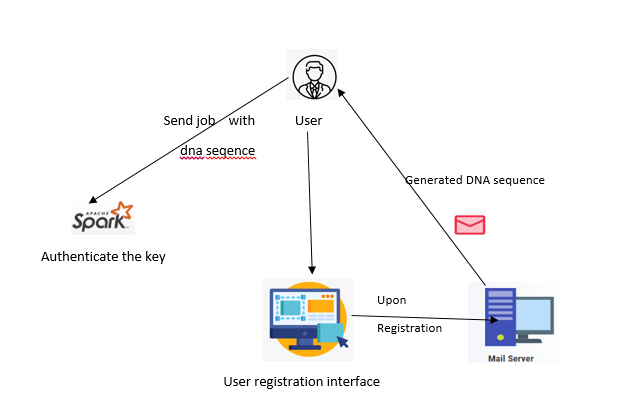 Send job with
dna seqence
User
Generated DNA sequence
APACHE
Spark
Authenticate the key
Upon
Registration
Mail Server
User registration interface